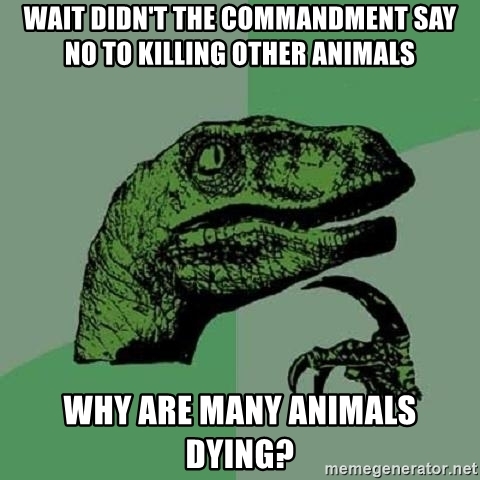 WAIT DIDN'T THE COMMANDMENT SAY
NO TO KILLING OTHER ANIMALS
WHY ARE MANY ANIMALS
DYING?
memegenerator.net